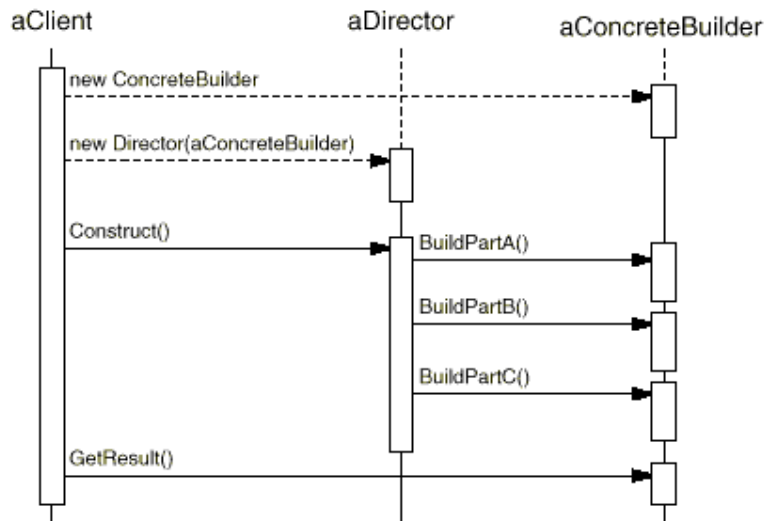 aClient
aDirector
aConcreteBuilder
new ConcreteBuilder
new Director(aConcreteBuilder)
Construct()
BuildPartA()
BuildPartB()
BuildPartC()
GetResult()